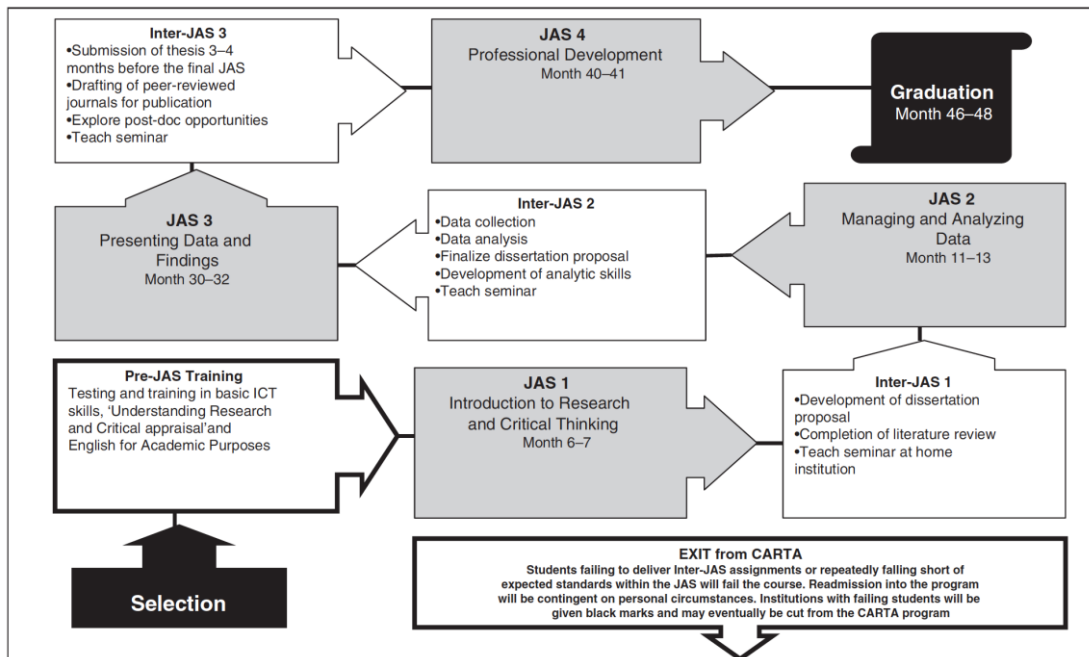 Inter-JAS 3
•Submission of thesis 3–4
months before the final JAS
•Drafting of peer-reviewed
journals for publication
•Explore post-doc opportunities
•Teach seminar
JAS 4
Professional Development
Month 40–41
Graduation
Month 46–48
JAS 3
Presenting Data and
Findings
Month 30–32
Inter-JAS 2
•Data collection
•Data analysis
•Finalize dissertation proposal
•Development of analytic skills
•Teach seminar
JAS 2
Managing and Analyzing
Data
Month 11–13
Pre-JAS Training
Testing and training in basic ICT
skills, ‘Understanding Research
and Critical appraisal’and
English for Academic Purposes
JAS 1
Introduction to Research
and Critical Thinking
Month 6–7
Inter-JAS 1
•Development of dissertation
proposal
•Completion of literature review
•Teach seminar at home
institution
Selection
EXIT from CARTA
Students failing to deliver Inter-JAS assignments or repeatedly falling short of
expected standards within the JAS will fail the course. Readmission into the program
will be contingent on personal circumstances. Institutions with failing students will be
given black marks and may eventually be cut from the CARTA program